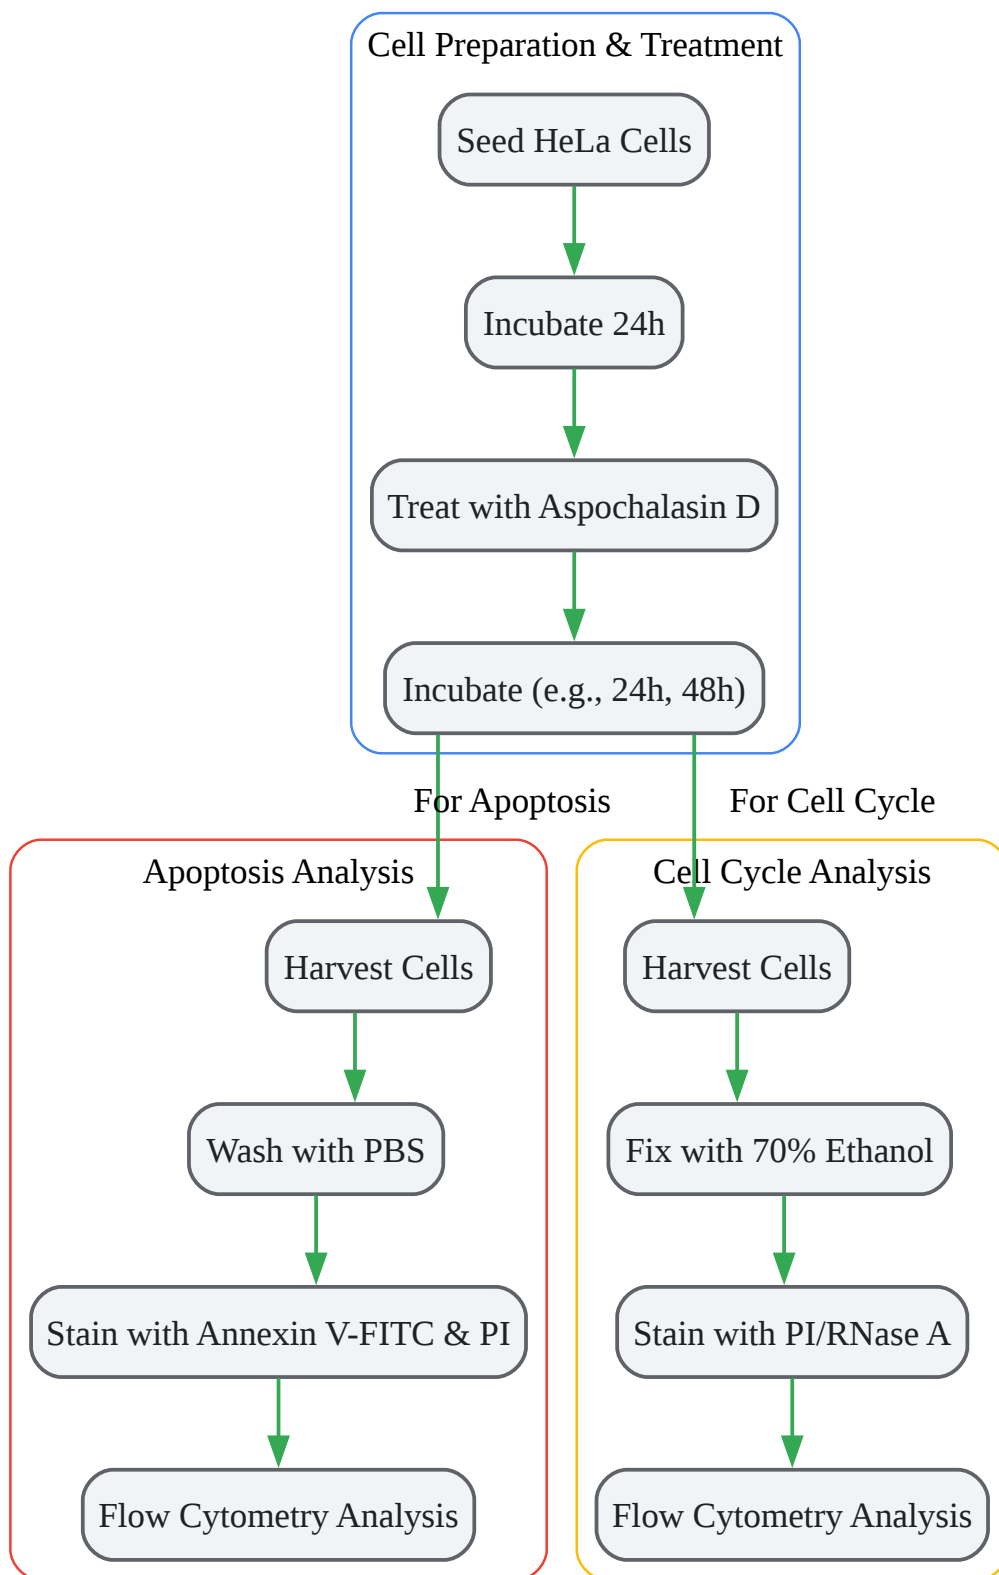 Cell Preparation & Treatment
Seed HeLa Cells
Incubate 24h
Treat with Aspochalasin D
Incubate (e.g., 24h, 48h)
For Apoptosis
For Cell Cycle
Apoptosis Analysis
Harvest Cells
Wash with PBS
Stain with Annexin V-FITC & PI
Flow Cytometry Analysis
Cell Cycle Analysis
Harvest Cells
Fix with 70% Ethanol
Stain with PI/RNase A
Flow Cytometry Analysis